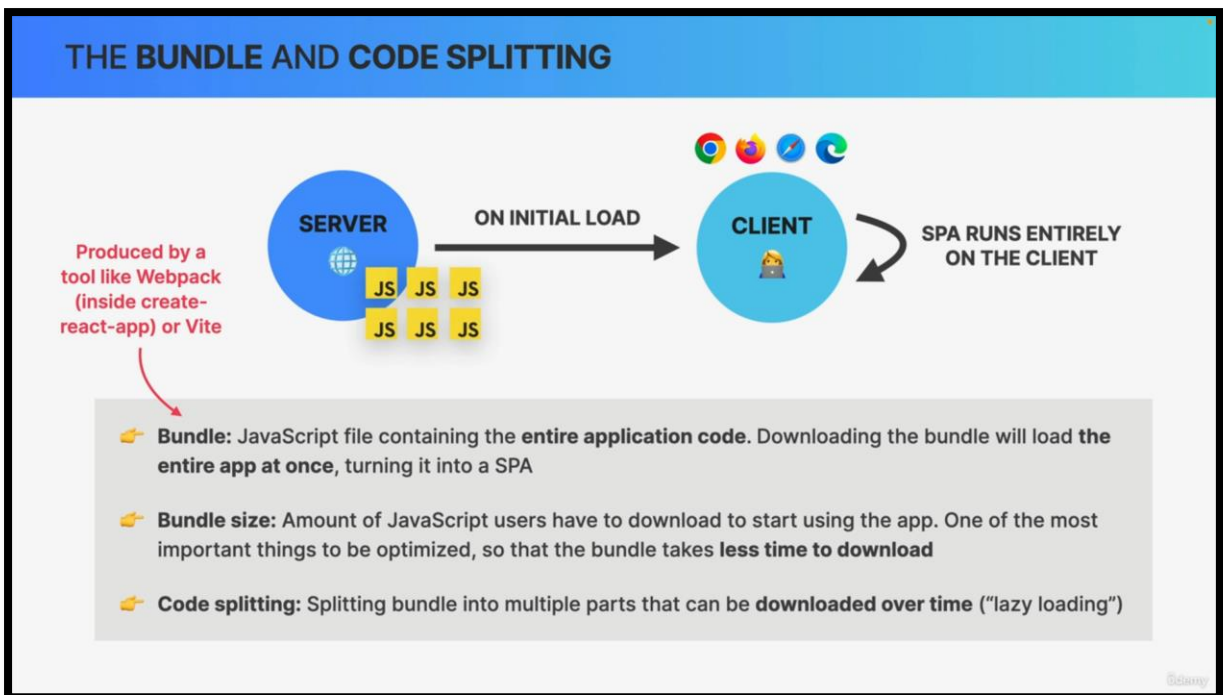 THE BUNDLE AND CODE SPLITTING
SERVER
ON INITIAL LOAD
CLIENT
SPA RUNS ENTIRELY
ON THE CLIENT
Produced by a
tool like Webpack
(inside create-
react-app) or Vite
JS JS JS
JS JS JS
👉 Bundle: JavaScript file containing the entire application code. Downloading the bundle will load the
entire app at once, turning it into a SPA
👉 Bundle size: Amount of JavaScript users have to download to start using the app. One of the most
important things to be optimized, so that the bundle takes less time to download
👉 Code splitting: Splitting bundle into multiple parts that can be downloaded over time (“lazy loading”)
Udemy